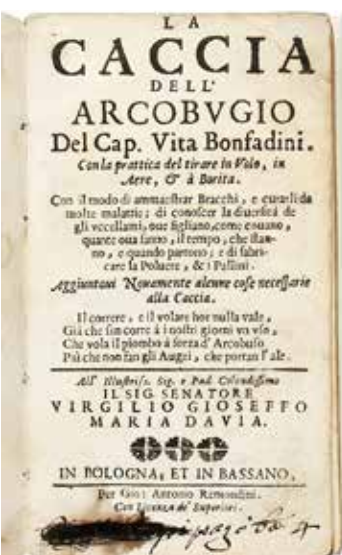 LA
CACCIA
DELL'
ARCOBVGIO
Del Cap. Vita Bonfadini.
Con la prattica del tirare in Volo, in
Aere, & à Borita.
Con il modo di ammaestrar Bracchi, e curarli da
molte malattie; di conoscer la diuersità de
gli vccellami, oue figliano, come couano,
quante oua fanno, il tempo, che stan-
no, e quando partono; e di fabri-
care la Poluere, & i Pallini.
Aggiuntoui Nouamente alcune cose necessarie
alla Caccia.
Il correre, e il volare hor nulla vale,
Già che sin corre à i nostri giorni vn vso,
Che vola il piombo à forza d'Arcobuso
Più che non fan gli Augei, che portan l'ale.
All' Illustriss. Sig. e Pad. Colendissimo
IL SIG. SENATORE
VIRGILIO GIOSEFFO
MARIA DAVIA.
IN BOLOGNA, ET IN BASSANO,
Per Gio: Antonio Remondini.
Con Licenza de' Superiori.